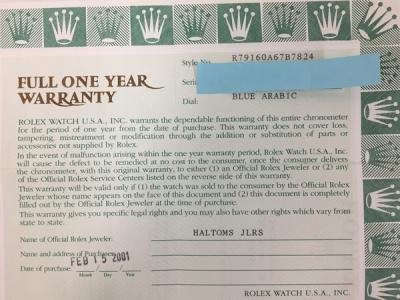 Style No. R79160A67B7824
Serial
Dial: BLUE ARABIC
FULL ONE YEAR
WARRANTY
ROLEX WATCH U.S.A., INC. warrants the dependable functioning of this entire chronometer
for the period of one year from the date of purchase. This warranty does not cover loss,
tampering, mistreatment or modification through the addition or substitution of parts or
accessories not supplied by Rolex.
In the event of malfunction arising within the one year warranty period, Rolex Watch U.S.A., Inc.
will cause the defect to be remedied at no cost to the consumer, once the consumer delivers
the chronometer, with this original warranty, to either (1) an Official Rolex Jeweler or (2) any
of the Official Rolex Service Centers listed on the reverse side of this warranty.
This warranty will be valid only if (1) the watch was sold to the consumer by the Official Rolex
Jeweler whose name appears on the face of this document and (2) this document is completely
filled out by the Official Rolex Jeweler at the time of purchase.
This warranty gives you specific legal rights and you may also have other rights which vary from
state to state.
Name of Official Rolex Jeweler: HALTOMS JLRS
Name and address of Purchaser:
FEB 15 2001
Date of purchase:
Month Day Year
ROLEX WATCH U.S.A., INC.